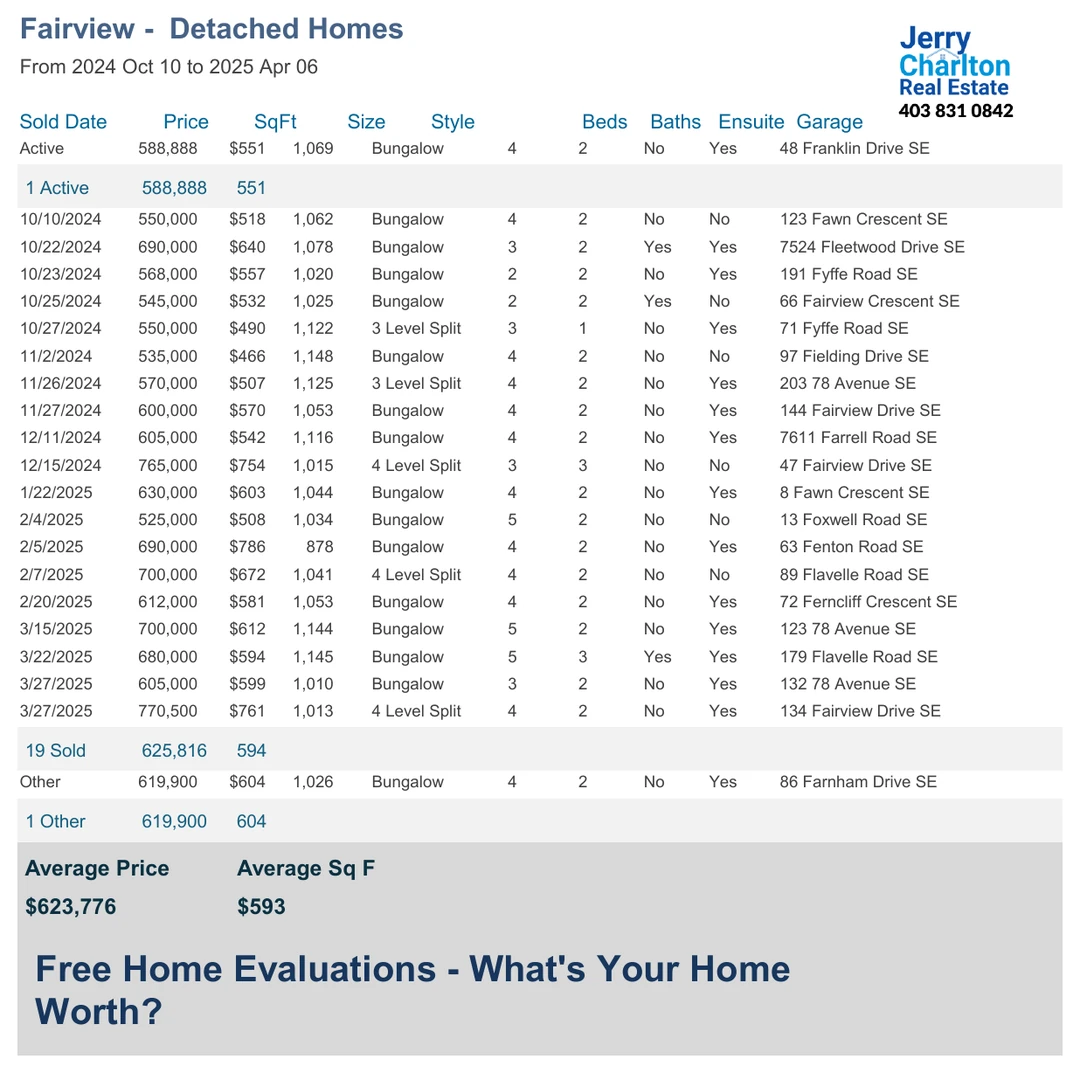 Fairview -  Detached Homes
From 2024 Oct 10 to 2025 Apr 06
Jerry
Charlton
Real Estate
403 831 0842
Sold Date Price SqFt Size Style Beds Baths Ensuite Garage
Active 588,888 $551 1,069 Bungalow 4 2 No Yes 48 Franklin Drive SE
1 Active 588,888 551
10/10/2024 550,000 $518 1,062 Bungalow 4 2 No No 123 Fawn Crescent SE
10/22/2024 690,000 $640 1,078 Bungalow 3 2 Yes Yes 7524 Fleetwood Drive SE
10/23/2024 568,000 $557 1,020 Bungalow 2 2 No Yes 191 Fyffe Road SE
10/25/2024 545,000 $532 1,025 Bungalow 2 2 Yes No 66 Fairview Crescent SE
10/27/2024 550,000 $490 1,122 3 Level Split 3 1 No Yes 71 Fyffe Road SE
11/2/2024 535,000 $466 1,148 Bungalow 4 2 No No 97 Fielding Drive SE
11/26/2024 570,000 $507 1,125 3 Level Split 4 2 No Yes 203 78 Avenue SE
11/27/2024 600,000 $570 1,053 Bungalow 4 2 No Yes 144 Fairview Drive SE
12/11/2024 605,000 $542 1,116 Bungalow 4 2 No Yes 7611 Farrell Road SE
12/15/2024 765,000 $754 1,015 4 Level Split 3 3 No No 47 Fairview Drive SE
1/22/2025 630,000 $603 1,044 Bungalow 4 2 No Yes 8 Fawn Crescent SE
2/4/2025 525,000 $508 1,034 Bungalow 5 2 No No 13 Foxwell Road SE
2/5/2025 690,000 $786 878 Bungalow 4 2 No Yes 63 Fenton Road SE
2/7/2025 700,000 $672 1,041 4 Level Split 4 2 No No 89 Flavelle Road SE
2/20/2025 612,000 $581 1,053 Bungalow 4 2 No Yes 72 Ferncliff Crescent SE
3/15/2025 700,000 $612 1,144 Bungalow 5 2 No Yes 123 78 Avenue SE
3/22/2025 680,000 $594 1,145 Bungalow 5 3 Yes Yes 179 Flavelle Road SE
3/27/2025 605,000 $599 1,010 Bungalow 3 2 No Yes 132 78 Avenue SE
3/27/2025 770,500 $761 1,013 4 Level Split 4 2 No Yes 134 Fairview Drive SE
19 Sold 625,816 594
Other 619,900 $604 1,026 Bungalow 4 2 No Yes 86 Farnham Drive SE
1 Other 619,900 604
Average Price Average Sq F
$623,776 $593
Free Home Evaluations - What's Your Home
Worth?